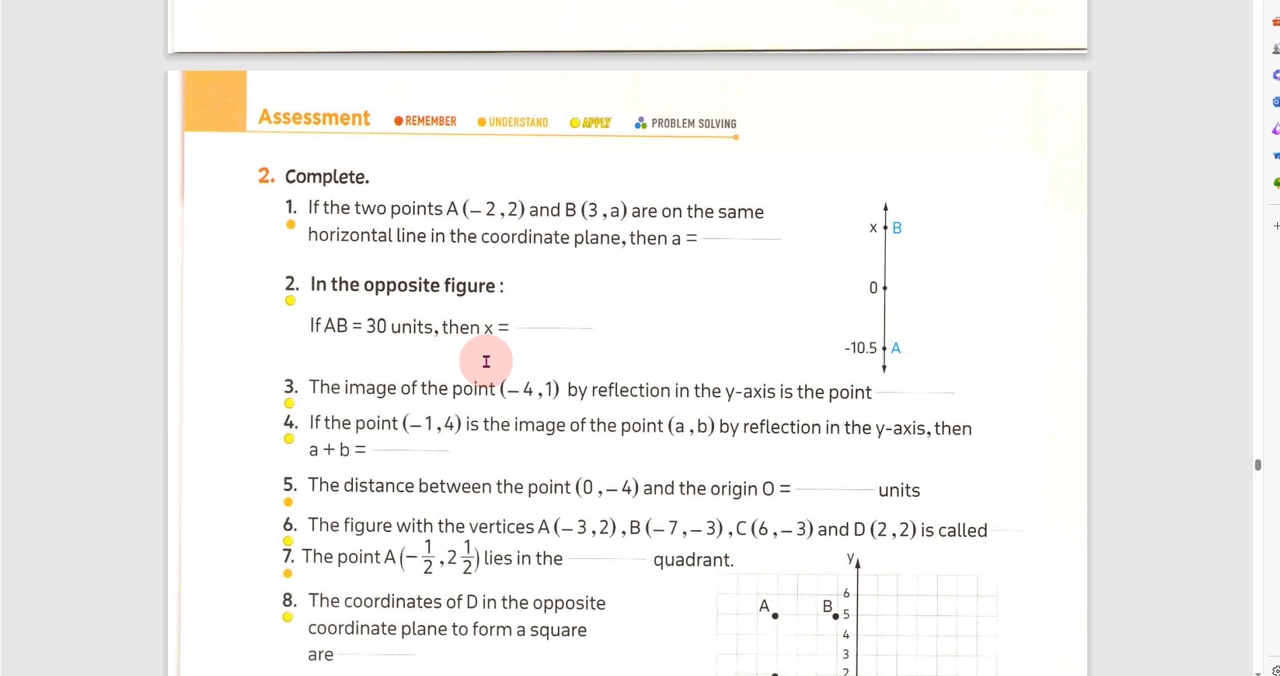 Assessment REMEMBER UNDERSTAND APPLY PROBLEM SOLVING
2. Complete.
1. If the two points A (– 2 , 2) and B (3 , a) are on the same
horizontal line in the coordinate plane, then a =
x B
0
-10.5 A
2. In the opposite figure :
If AB = 30 units, then x =
3. The image of the point (– 4 , 1) by reflection in the y-axis is the point
4. If the point (– 1 , 4) is the image of the point (a , b) by reflection in the y-axis, then
a + b =
5. The distance between the point (0 , – 4) and the origin O = units
6. The figure with the vertices A (– 3 , 2) , B (– 7 , – 3) , C (6 , – 3) and D (2 , 2) is called
7. The point A (– 1/2 , 2 1/2) lies in the quadrant.
8. The coordinates of D in the opposite
coordinate plane to form a square
are
y
6
A B 5
4
3
2